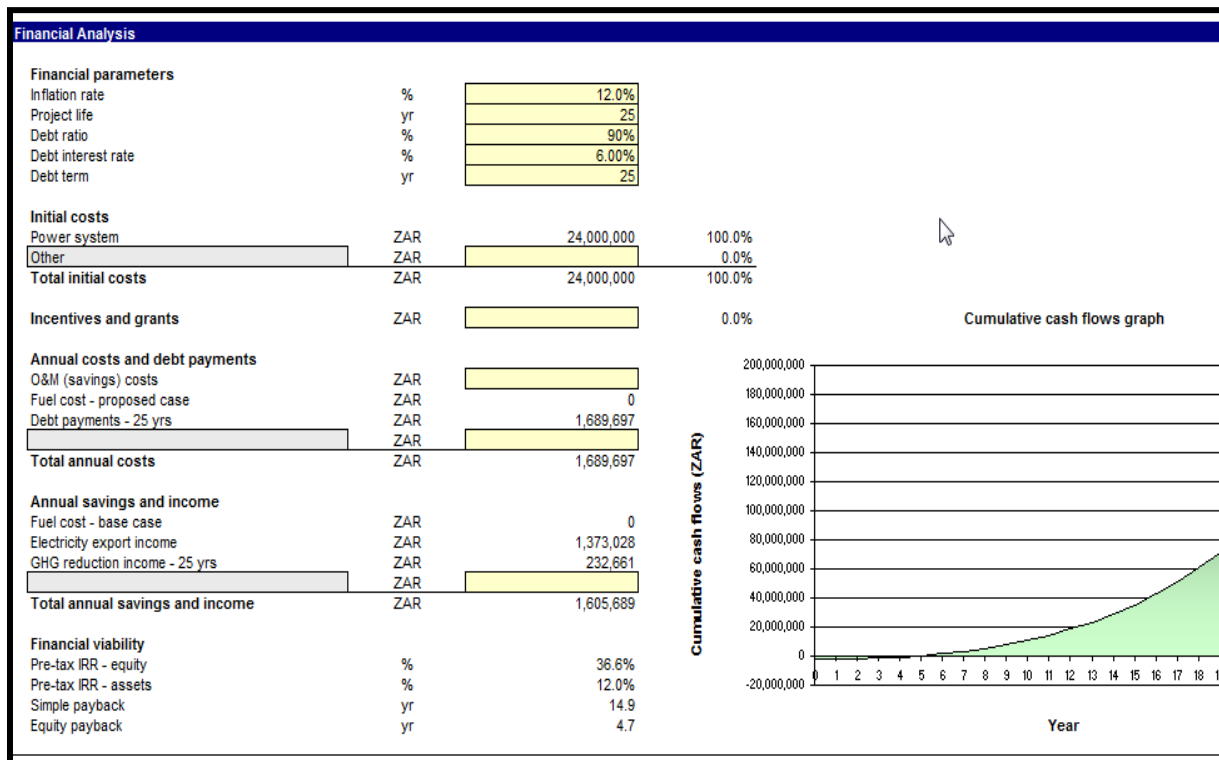 Financial Analysis
Financial parameters
Inflation rate % 12.0%
Project life yr 25
Debt ratio % 90%
Debt interest rate % 6.00%
Debt term yr 25
Initial costs
Power system ZAR 24,000,000 100.0%
Other ZAR 0.0%
Total initial costs ZAR 24,000,000 100.0%
Incentives and grants ZAR 0.0%
Annual costs and debt payments
O&M (savings) costs ZAR
Fuel cost - proposed case ZAR 0
Debt payments - 25 yrs ZAR 1,689,697
ZAR
Total annual costs ZAR 1,689,697
Annual savings and income
Fuel cost - base case ZAR 0
Electricity export income ZAR 1,373,028
GHG reduction income - 25 yrs ZAR 232,661
ZAR
Total annual savings and income ZAR 1,605,689
Financial viability
Pre-tax IRR - equity % 36.6%
Pre-tax IRR - assets % 12.0%
Simple payback yr 14.9
Equity payback yr 4.7
Cumulative cash flows graph
Cumulative cash flows (ZAR)
200,000,000
180,000,000
160,000,000
140,000,000
120,000,000
100,000,000
80,000,000
60,000,000
40,000,000
20,000,000
0
-20,000,000
0 1 2 3 4 5 6 7 8 9 10 11 12 13 14 15 16 17 18
Year